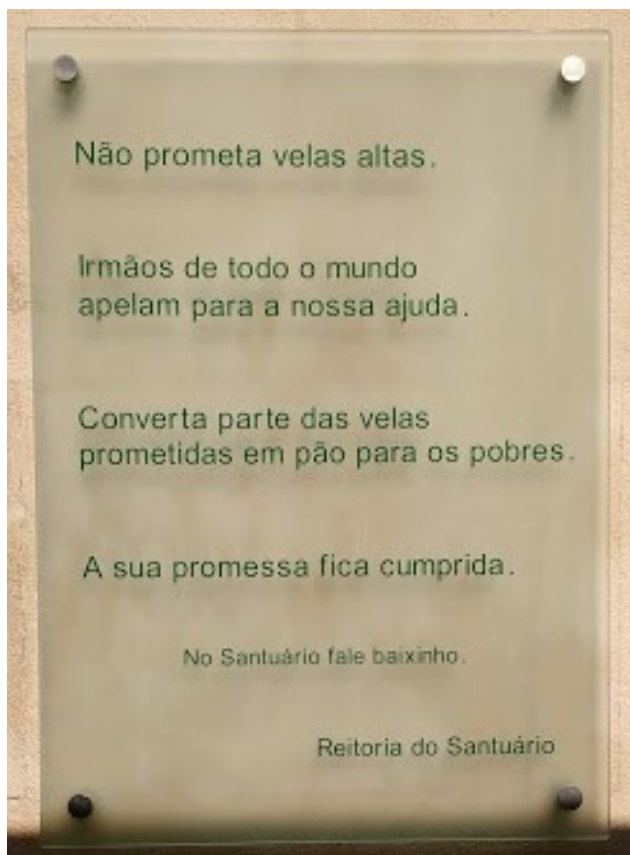 Não prometa velas altas.
Irmãos de todo o mundo
apelam para a nossa ajuda.
Converta parte das velas
prometidas em pão para os pobres.
A sua promessa fica cumprida.
No Santuário fale baixinho.
Reitoria do Santuário